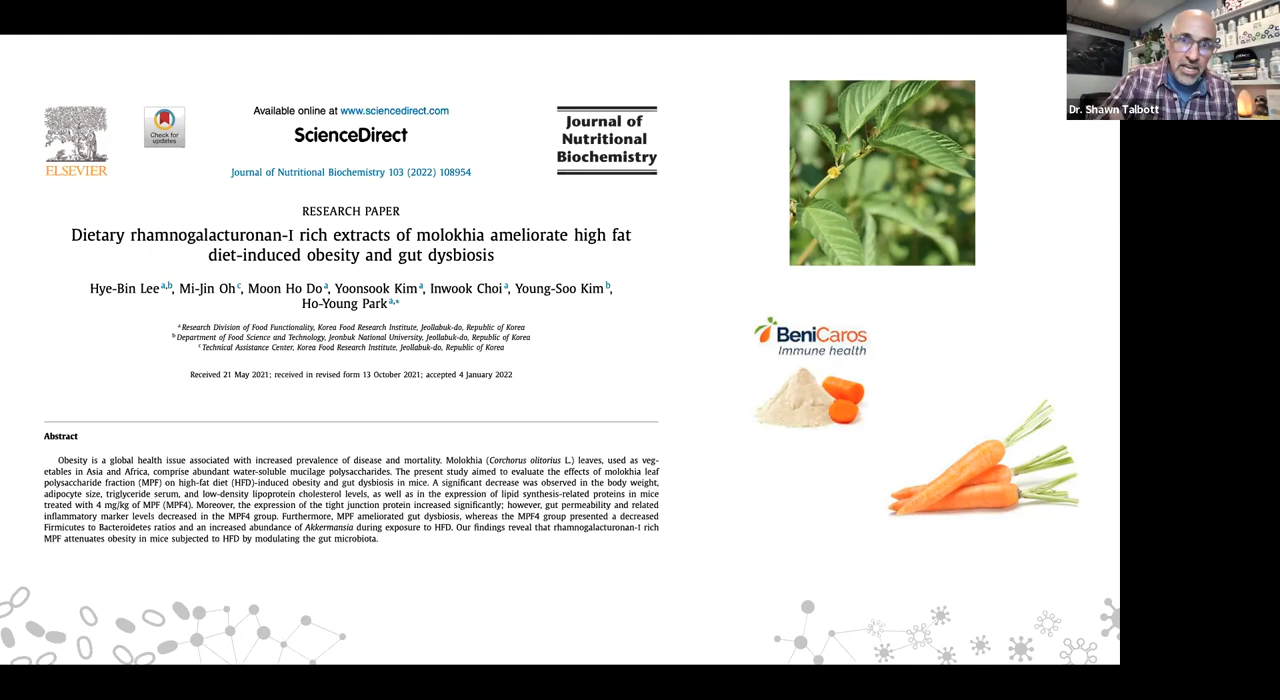 Dr. Shawn Talbott
ELSEVIER
Check for
updates
Available online at www.sciencedirect.com
ScienceDirect
Journal of Nutritional Biochemistry 103 (2022) 108954
Journal of
Nutritional
Biochemistry
RESEARCH PAPER
Dietary rhamnogalacturonan-I rich extracts of molokhia ameliorate high fat
diet-induced obesity and gut dysbiosis
Hye-Bin Lee a,b, Mi-Jin Oh c, Moon Ho Do a, Yoonsook Kim a, Inwook Choi a, Young-Soo Kim b,
Ho-Young Park a,*
a Research Division of Food Functionality, Korea Food Research Institute, Jeollabuk-do, Republic of Korea
b Department of Food Science and Technology, Jeonbuk National University, Jeollabuk-do, Republic of Korea
c Technical Assistance Center, Korea Food Research Institute, Jeollabuk-do, Republic of Korea
Received 21 May 2021; received in revised form 13 October 2021; accepted 4 January 2022
Abstract
Obesity is a global health issue associated with increased prevalence of disease and mortality. Molokhia (Corchorus olitorius L.) leaves, used as veg-
etables in Asia and Africa, comprise abundant water-soluble mucilage polysaccharides. The present study aimed to evaluate the effects of molokhia leaf
polysaccharide fraction (MPF) on high-fat diet (HFD)-induced obesity and gut dysbiosis in mice. A significant decrease was observed in the body weight,
adipocyte size, triglyceride serum, and low-density lipoprotein cholesterol levels, as well as in the expression of lipid synthesis-related proteins in mice
treated with 4 mg/kg of MPF (MPF4). Moreover, the expression of the tight junction protein increased significantly; however, gut permeability and related
inflammatory marker levels decreased in the MPF4 group. Furthermore, MPF ameliorated gut dysbiosis, whereas the MPF4 group presented a decreased
Firmicutes to Bacteroidetes ratios and an increased abundance of Akkermansia during exposure to HFD. Our findings reveal that rhamnogalacturonan-I rich
MPF attenuates obesity in mice subjected to HFD by modulating the gut microbiota.
BeniCaros
Immune health